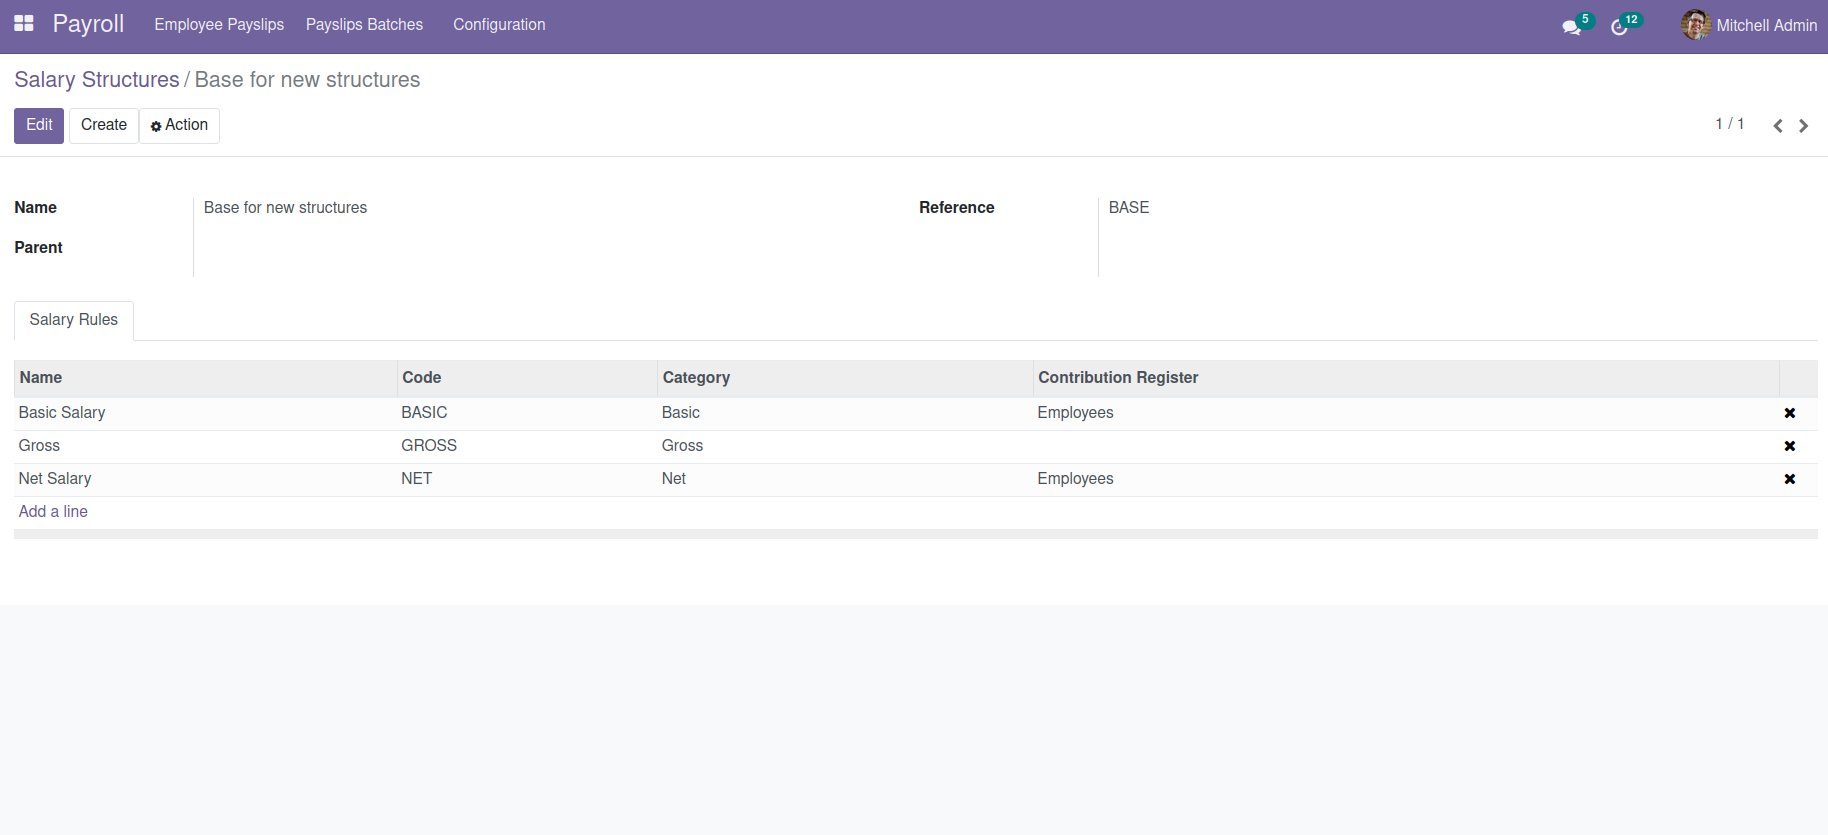 Payroll Employee Payslips Payslips Batches Configuration 5 12 Mitchell Admin
Salary Structures / Base for new structures
Edit Create Action 1 / 1
Name Base for new structures Reference BASE
Parent
Salary Rules
Name Code Category Contribution Register
Basic Salary BASIC Basic Employees
Gross GROSS Gross
Net Salary NET Net Employees
Add a line